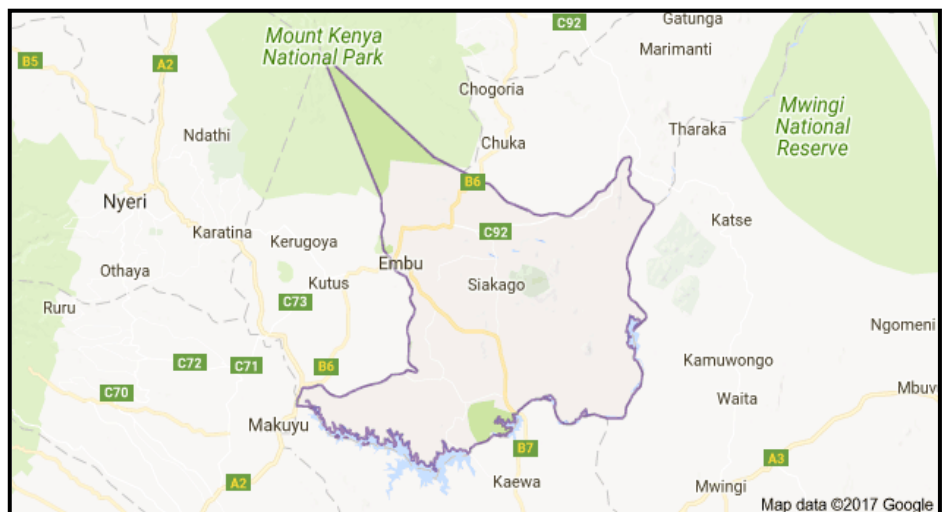 C92
Gatunga
Mount Kenya
National Park
Marimanti
B5
A2
Chogoria
Mwingi
National
Reserve
Ndathi
Tharaka
Chuka
B6
Nyeri
Katse
Karatina
Kerugoya
C92
Embu
Othaya
Kutus
Siakago
C73
Ruru
Ngomeni
C72
C71
B6
Kamuwongo
C70
Waita
Mbuv
Makuyu
B7
A3
A2
Kaewa
Mwingi
Map data ©2017 Google